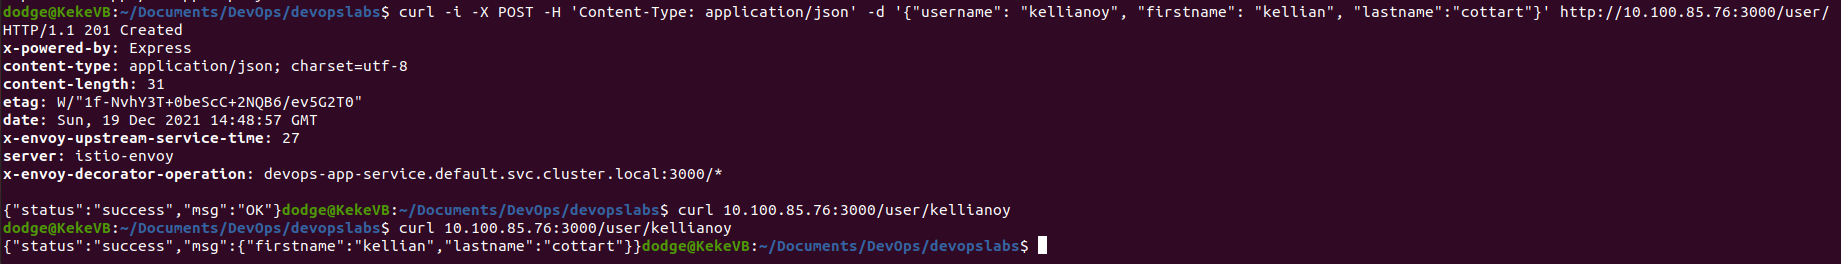 dodge@KekeVB:~/Documents/DevOps/devopslabs$ curl -i -X POST -H 'Content-Type: application/json' -d '{"username": "kellianoy", "firstname": "kellian", "lastname":"cottart"}' http://10.100.85.76:3000/user/
HTTP/1.1 201 Created
x-powered-by: Express
content-type: application/json; charset=utf-8
content-length: 31
etag: W/"1f-NvhY3T+0beScC+2NQB6/ev5G2T0"
date: Sun, 19 Dec 2021 14:48:57 GMT
x-envoy-upstream-service-time: 27
server: istio-envoy
x-envoy-decorator-operation: devops-app-service.default.svc.cluster.local:3000/*
{"status":"success","msg":"OK"}dodge@KekeVB:~/Documents/DevOps/devopslabs$ curl 10.100.85.76:3000/user/kellianoy
dodge@KekeVB:~/Documents/DevOps/devopslabs$ curl 10.100.85.76:3000/user/kellianoy
{"status":"success","msg":{"firstname":"kellian","lastname":"cottart"}}dodge@KekeVB:~/Documents/DevOps/devopslabs$